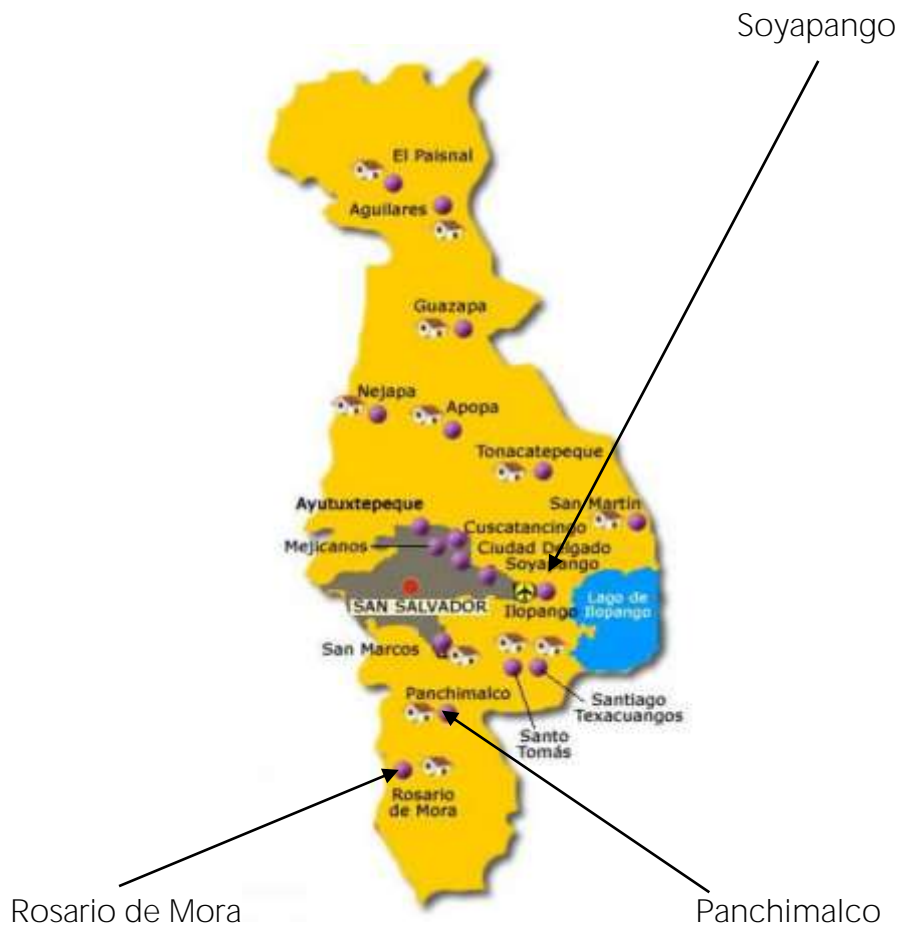 Soyapango
El Paisnal
Aguilares
Guazapa
Nejapa
Apopa
Tonacatepeque
San Martin
Ayutuxtepeque
Cuscatancingo
Mejicanos
Ciudad Delgado
Soyapango
SAN SALVADOR
Ilopango
Lago de
Ilopango
San Marcos
Panchimalco
Santiago
Texacuangos
Santo
Tomás
Rosario
de Mora
Rosario de Mora
Panchimalco